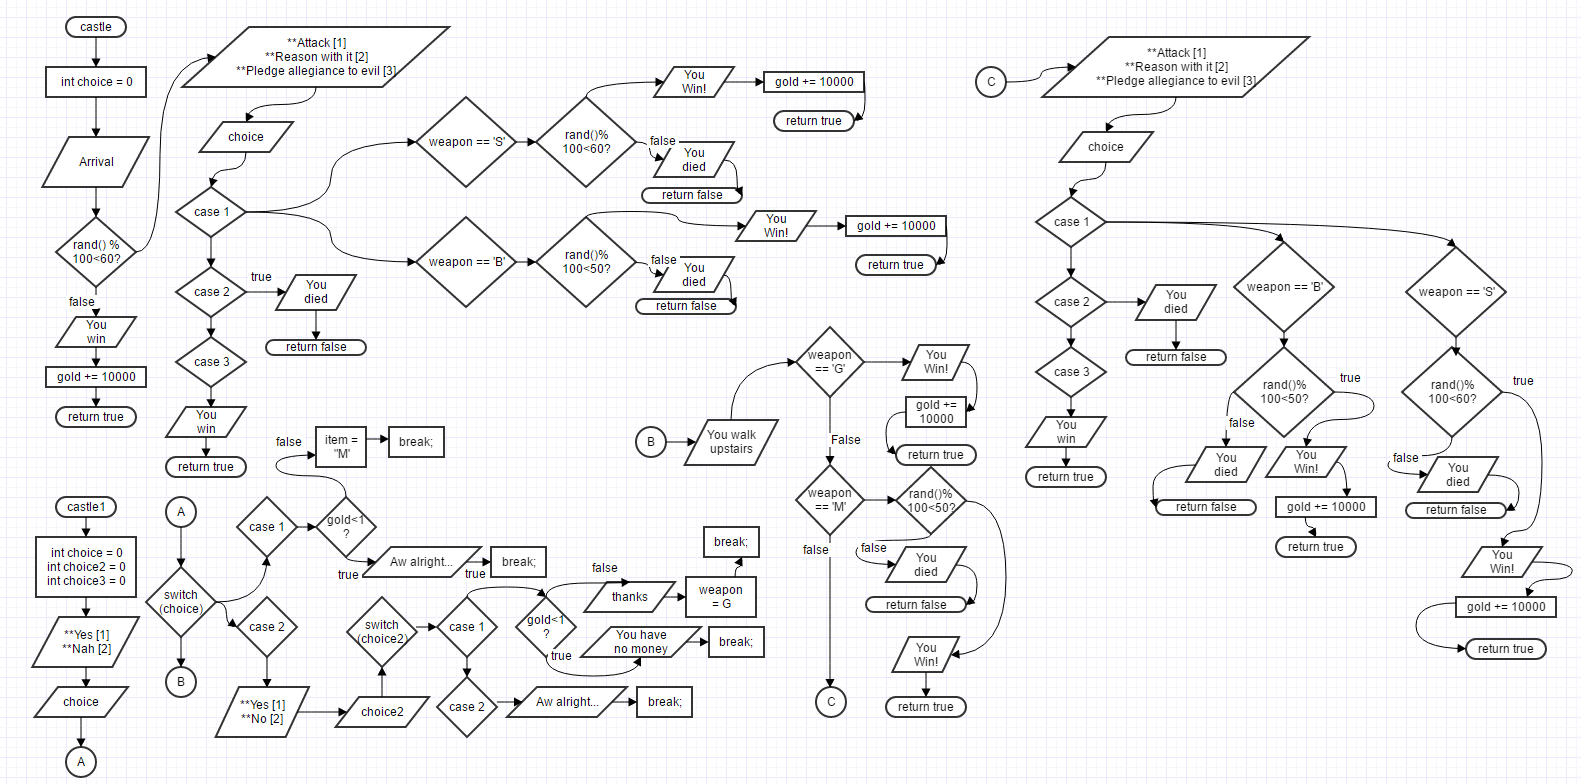 castle
int choice = 0
Arrival
rand() %
100<60?
false
You
win
gold += 10000
return true
**Attack [1]
**Reason with it [2]
**Pledge allegiance to evil [3]
choice
case 1
case 2
true
You
died
return false
case 3
You
win
return true
weapon == 'S'
rand()%
100<60?
You
Win!
gold += 10000
return true
false
You
died
return false
weapon == 'B'
rand()%
100<50?
You
Win!
gold += 10000
return true
false
You
died
return false
castle1
int choice = 0
int choice2 = 0
int choice3 = 0
**Yes [1]
**Nah [2]
choice
A
A
switch
(choice)
B
case 1
gold<1
?
false
item =
"M'
break;
true
Aw alright...
true
break;
case 2
**Yes [1]
**No [2]
choice2
switch
(choice2)
case 1
gold<1
?
false
thanks
weapon
= G
break;
true
You have
no money
break;
case 2
Aw alright...
break;
B
You walk
upstairs
weapon
== 'G'
You
Win!
gold +=
10000
return true
False
weapon
== 'M'
rand()%
100<50?
false
false
You
died
return false
You
Win!
return true
C
C
**Attack [1]
**Reason with it [2]
**Pledge allegiance to evil [3]
choice
case 1
case 2
You
died
return false
case 3
You
win
return true
weapon == 'B'
rand()%
100<50?
true
false
You
died
return false
You
Win!
gold += 10000
return true
weapon == 'S'
rand()%
100<60?
true
false
You
died
return false
You
Win!
gold += 10000
return true